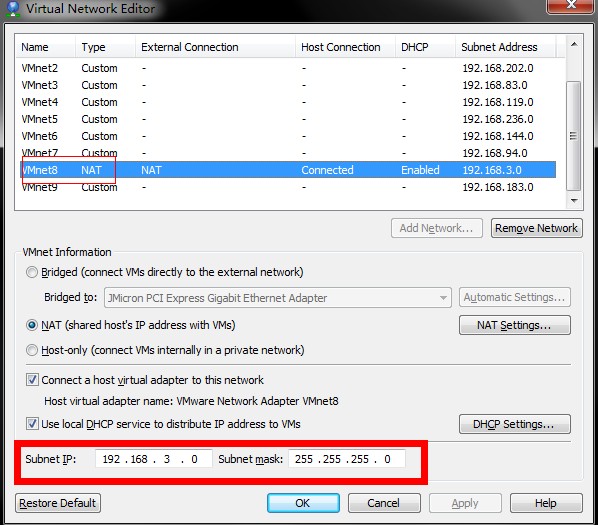 Virtual Network Editor
Name Type External Connection Host Connection DHCP Subnet Address
VMnet2 Custom - - - 192.168.202.0
VMnet3 Custom - - - 192.168.83.0
VMnet4 Custom - - - 192.168.119.0
VMnet5 Custom - - - 192.168.236.0
VMnet6 Custom - - - 192.168.144.0
VMnet7 Custom - - - 192.168.94.0
VMnet8 NAT NAT Connected Enabled 192.168.3.0
VMnet9 Custom - - - 192.168.183.0
Add Network... Remove Network
VMnet Information
Bridged (connect VMs directly to the external network)
Bridged to: JMicron PCI Express Gigabit Ethernet Adapter Automatic Settings...
NAT (shared host's IP address with VMs) NAT Settings...
Host-only (connect VMs internally in a private network)
Connect a host virtual adapter to this network
Host virtual adapter name: VMware Network Adapter VMnet8
Use local DHCP service to distribute IP address to VMs DHCP Settings...
Subnet IP: 192 . 168 . 3 . 0 Subnet mask: 255 . 255 . 255 . 0
Restore Default OK Cancel Apply Help